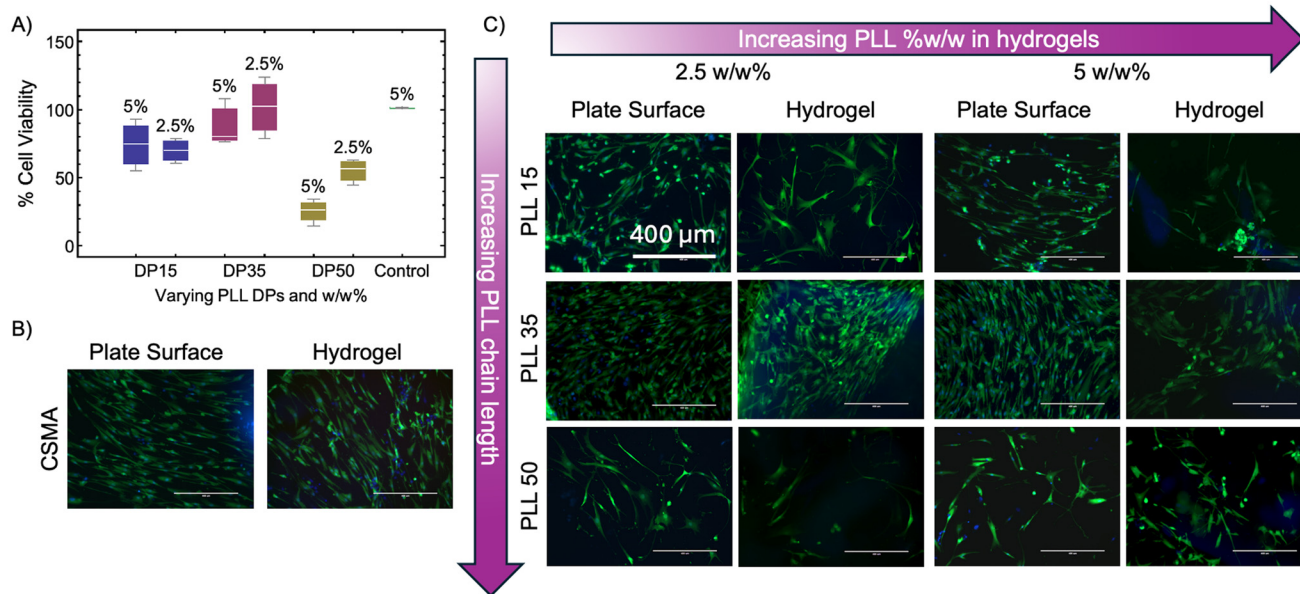 A)
150
100
50
0
% Cell Viability
5%
2.5%
5%
2.5%
5%
2.5%
5%
DP15
DP35
DP50
Control
Varying PLL DPs and w/w%
B)
Plate Surface
Hydrogel
CSMA
Increasing PLL chain length
C)
Increasing PLL %w/w in hydrogels
2.5 w/w%
5 w/w%
Plate Surface
Hydrogel
Plate Surface
Hydrogel
PLL 15
400 µm
PLL 35
PLL 50